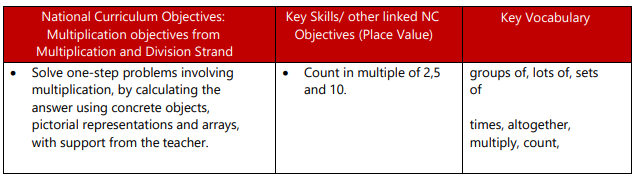 National Curriculum Objectives:
Multiplication objectives from
Multiplication and Division Strand
Key Skills/ other linked NC
Objectives (Place Value)
Key Vocabulary
• Solve one-step problems involving
multiplication, by calculating the
answer using concrete objects,
pictorial representations and arrays,
with support from the teacher.
• Count in multiple of 2,5
and 10.
groups of, lots of, sets
of
times, altogether,
multiply, count,